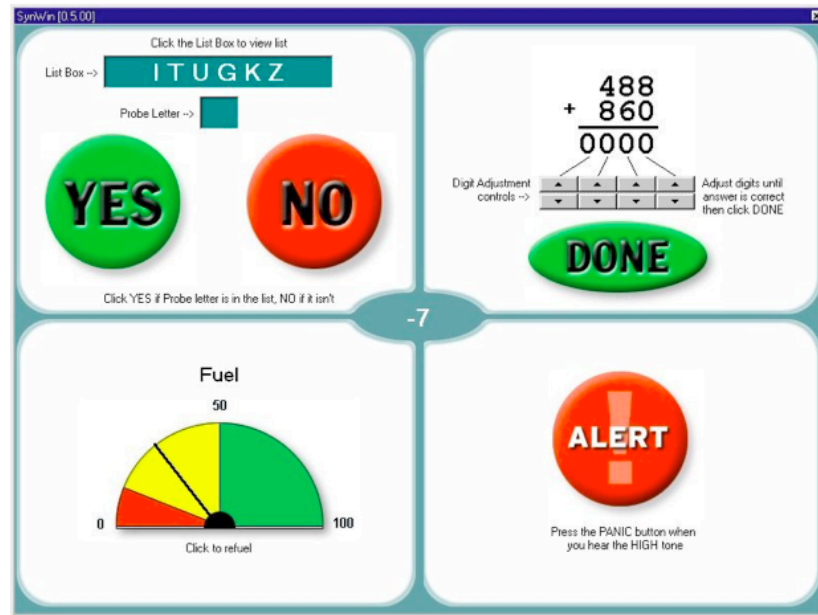 SynWin [0.5.00]
Click the List Box to view list
List Box --> I T U G K Z
Probe Letter -->
YES NO
Click YES if Probe letter is in the list, NO if it isn't
488
+ 860
0000
Digit Adjustment
controls -->
Adjust digits until
answer is correct
then click DONE
DONE
-7
Fuel
50
0
100
Click to refuel
ALERT
Press the PANIC button when
you hear the HIGH tone